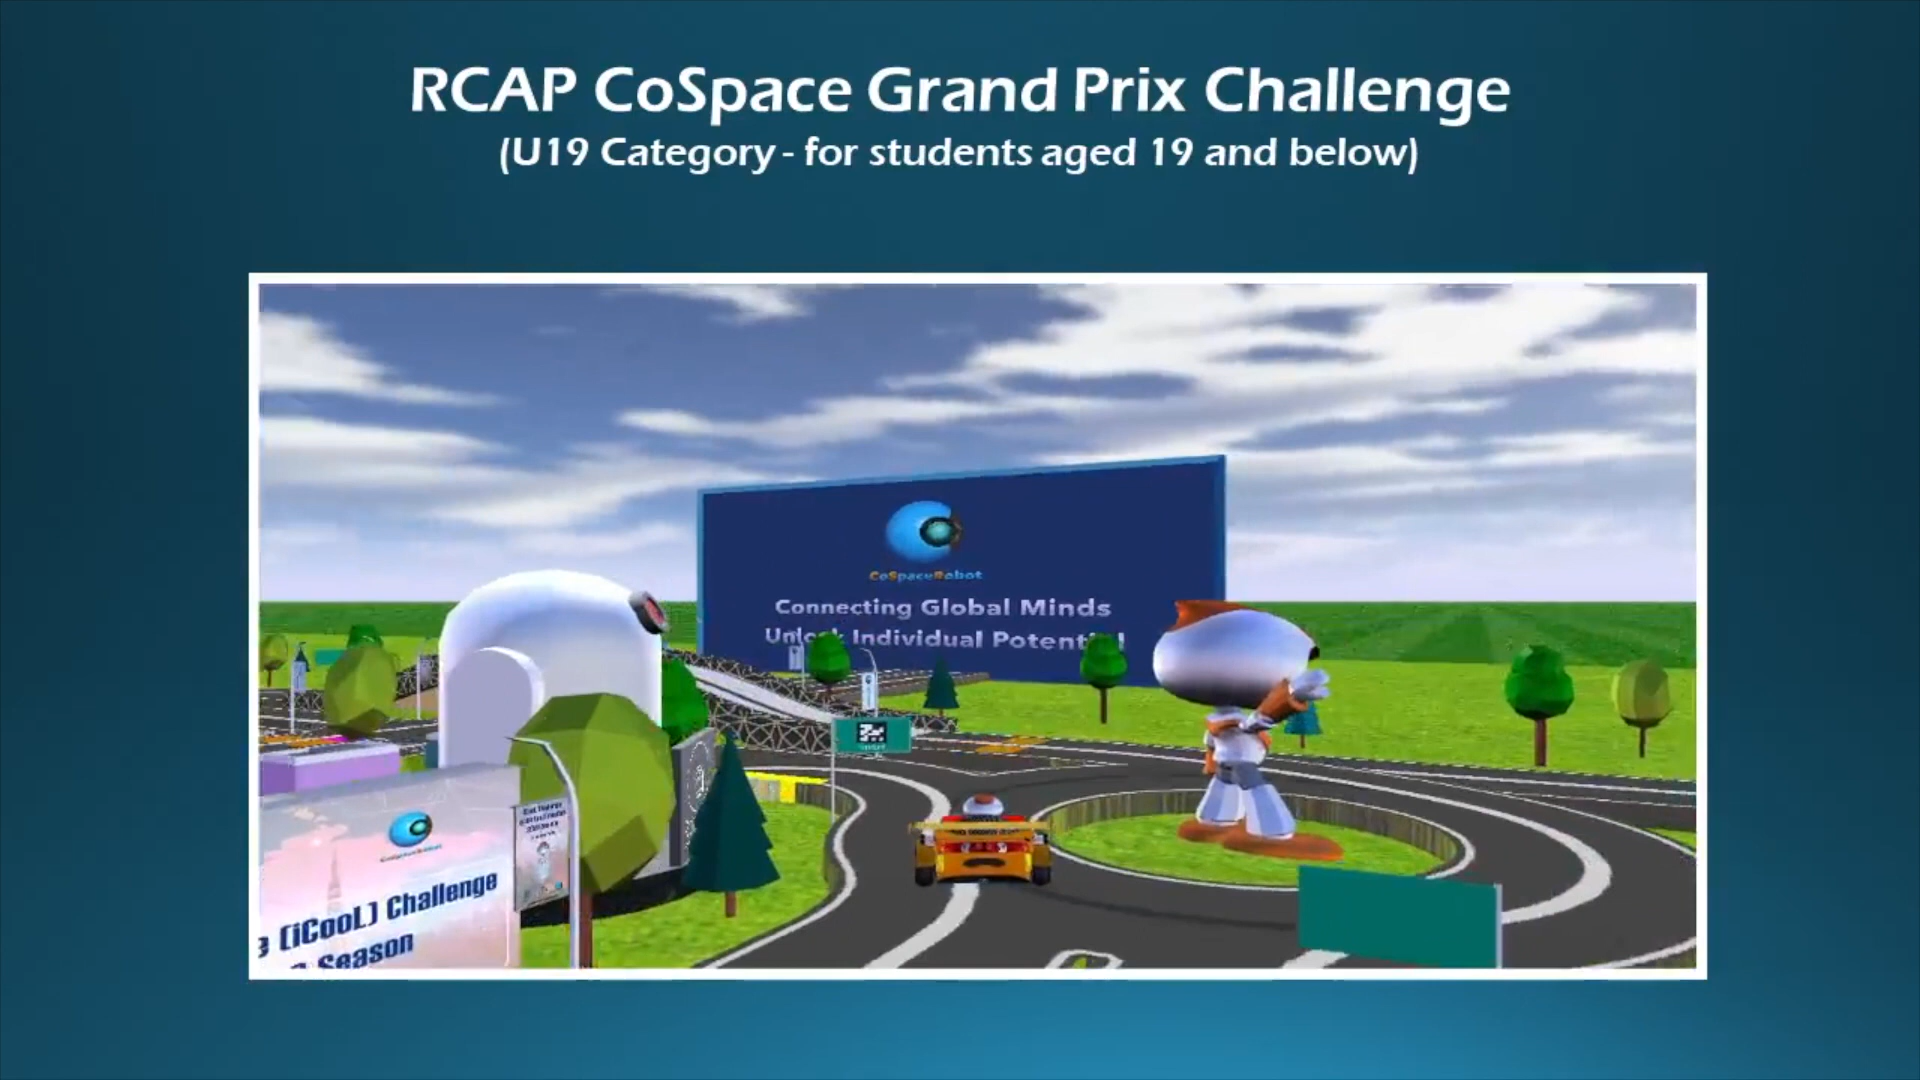 RCAP CoSpace Grand Prix Challenge
(U19 Category - for students aged 19 and below)
CoSpaceRobot
Connecting Global Minds
Individual
CoSpaceRobot
(iCooL) Challenge
Season